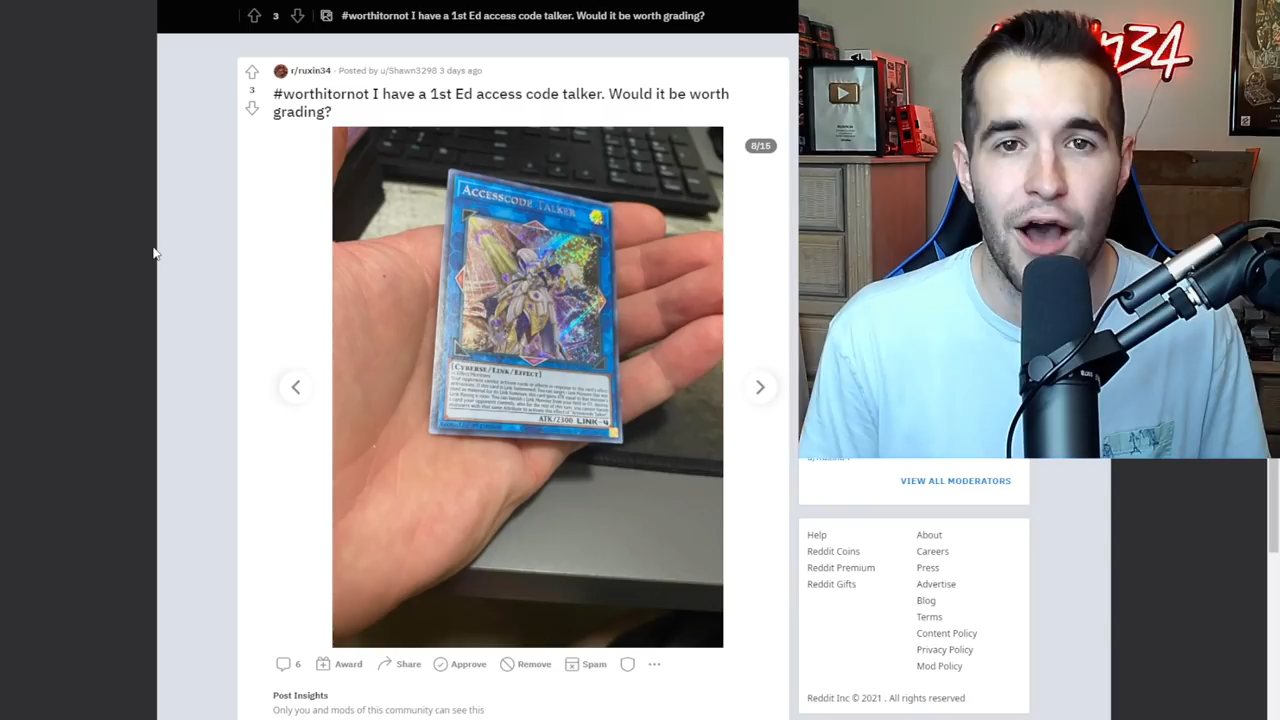 3
#worthitornot I have a 1st Ed access code talker. Would it be worth grading?
r/ruxin34 · Posted by u/Shawn3298 3 days ago
3
#worthitornot I have a 1st Ed access code talker. Would it be worth
grading?
8/15
ACCESSCODE TALKER
[CYBERSE/LINK/EFFECT]
ATK/2300 LINK-4
6 Award Share Approve Remove Spam
Post Insights
Only you and mods of this community can see this
n34
VIEW ALL MODERATORS
Help About
Reddit Coins Careers
Reddit Premium Press
Reddit Gifts Advertise
Blog
Terms
Content Policy
Privacy Policy
Mod Policy
Reddit Inc © 2021 . All rights reserved